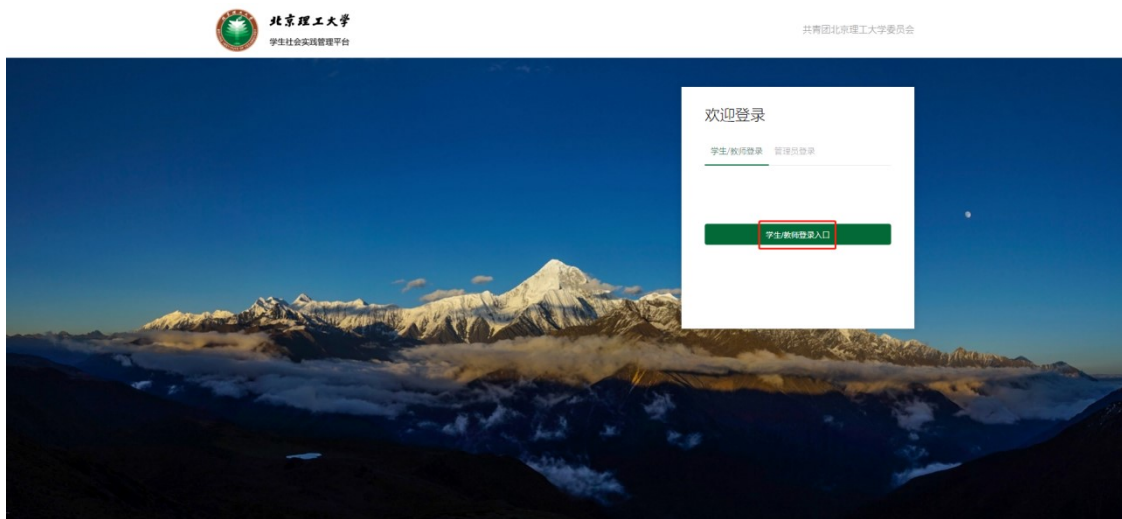 北京理工大学
学生社会实践管理平台
共青团北京理工大学委员会
欢迎登录
学生/教师登录 管理员登录
学生/教师登录入口